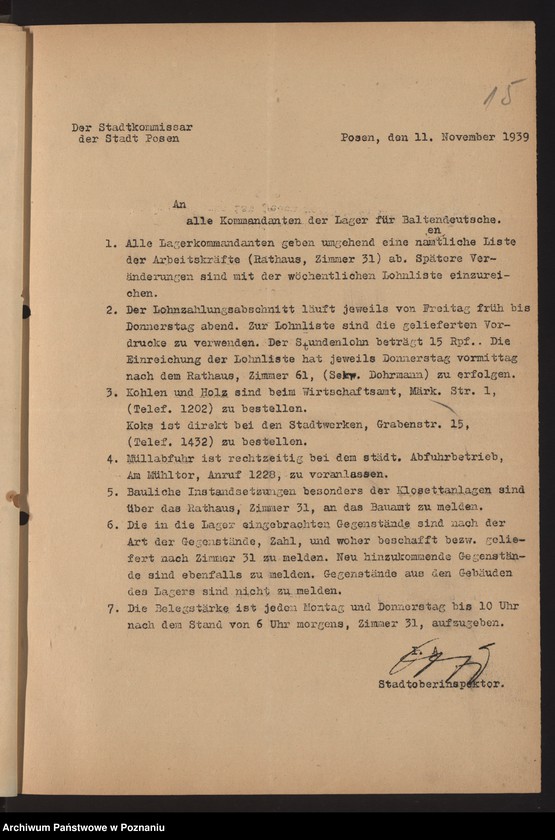 15
Der Stadtkommissar
der Stadt Posen
Posen, den 11. November 1939
An
alle Kommandanten der Lager für Baltendeutsche.
en
1. Alle Lagerkommandanten geben umgehend eine namtliche Liste
der Arbeitskräfte (Rathaus, Zimmer 31) ab. Spätere Ver-
änderungen sind mit der wöchentlichen Lohnliste einzurei-
chen.
2. Der Lohnzahlungsabschnitt läuft jeweils von Freitag früh bis
Donnerstag abend. Zur Lohnliste sind die gelieferten Vor-
drucke zu verwenden. Der Stundenlohn beträgt 15 Rpf.. Die
Einreichung der Lohnliste hat jeweils Donnerstag vormittag
nach dem Rathaus, Zimmer 61, (Sekr. Dohrmann) zu erfolgen.
3. Kohlen und Holz sind beim Wirtschaftsamt, Märk. Str. 1,
(Telef. 1202) zu bestellen.
Koks ist direkt bei den Stadtwerken, Grabenstr. 15,
(Telef. 1432) zu bestellen.
4. Müllabfuhr ist rechtzeitig bei dem städt. Abfuhrbetrieb,
Am Mühltor, Anruf 1228, zu veranlassen.
5. Bauliche Instandsetzungen besonders der Klosettanlagen sind
über das Rathaus, Zimmer 31, an das Bauamt zu melden.
6. Die in die Lager eingebrachten Gegenstände sind nach der
Art der Gegenstände, Zahl, und woher beschafft bezw. gelie-
fert nach Zimmer 31 zu melden. Neu hinzukommende Gegenstän-
de sind ebenfalls zu melden. Gegenstände aus den Gebäuden
des Lagers sind nicht zu melden.
7. Die Belegstärke ist jeden Montag und Donnerstag bis 10 Uhr
nach dem Stand von 6 Uhr morgens, Zimmer 31, aufzugeben.
Stadtoberinspektor.
Archiwum Państwowe w Poznaniu